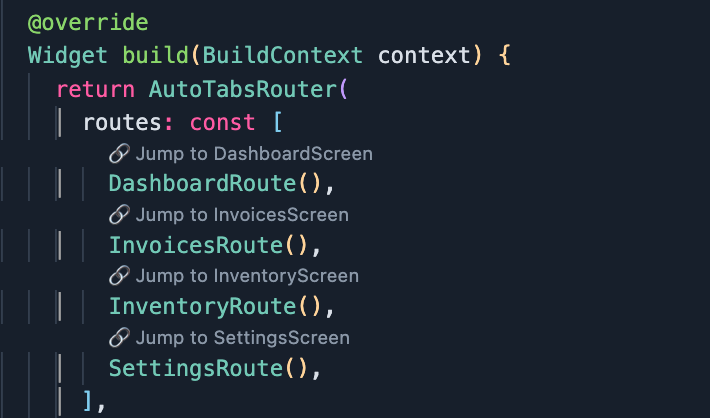 @override
Widget build(BuildContext context) {
return AutoTabsRouter(
routes: const [
Jump to DashboardScreen
DashboardRoute(),
Jump to InvoicesScreen
InvoicesRoute(),
Jump to InventoryScreen
InventoryRoute(),
Jump to SettingsScreen
SettingsRoute(),
],